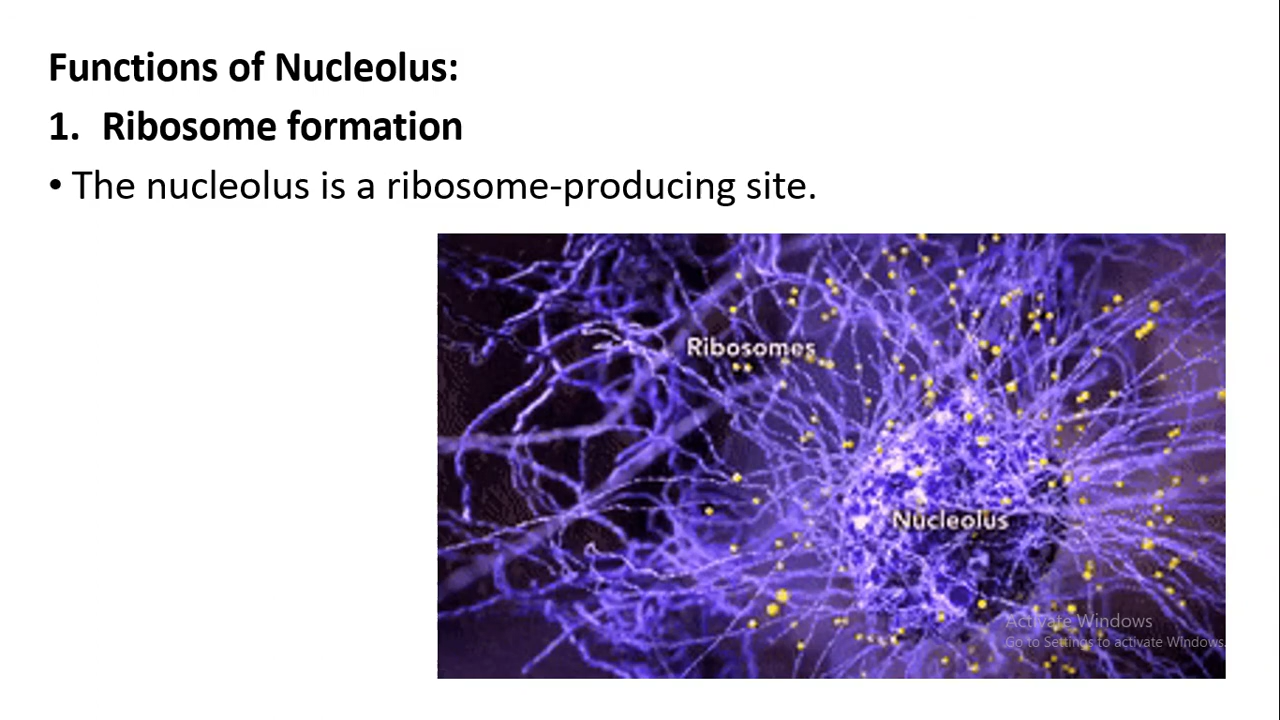 Functions of Nucleolus:
1. Ribosome formation
• The nucleolus is a ribosome-producing site.
Ribosomes
Nucleolus
Activate Windows
Go to Settings to activate Windows.